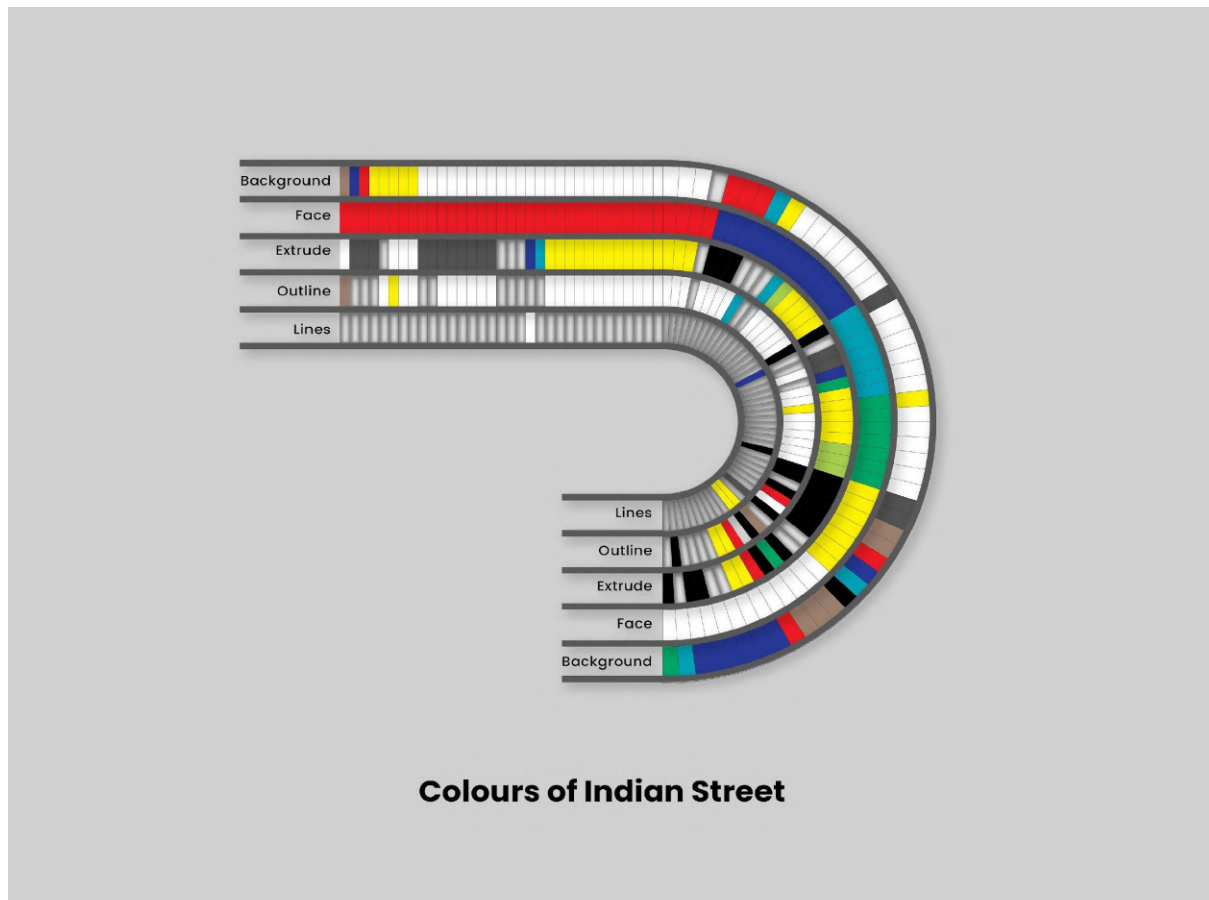 Background
Face
Extrude
Outline
Lines
Lines
Outline
Extrude
Face
Background
Colours of Indian Street